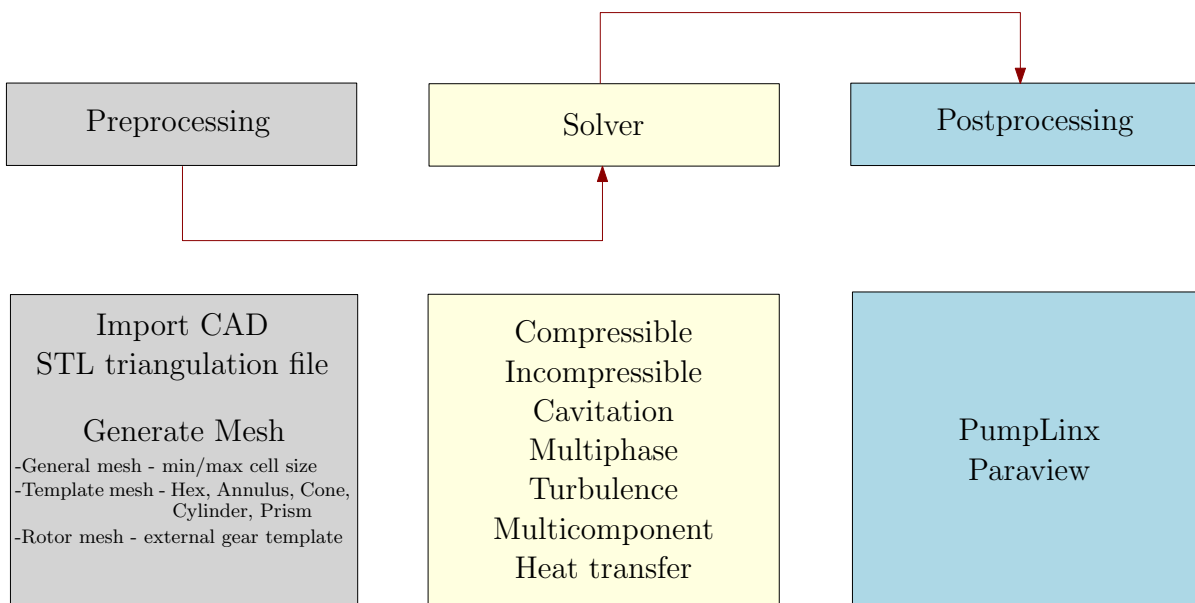 Preprocessing
Solver
Postprocessing
Import CAD
STL triangulation file
Generate Mesh
-General mesh - min/max cell size
-Template mesh - Hex, Annulus, Cone,
Cylinder, Prism
-Rotor mesh - external gear template
Compressible
Incompressible
Cavitation
Multiphase
Turbulence
Multicomponent
Heat transfer
PumpLinx
Paraview